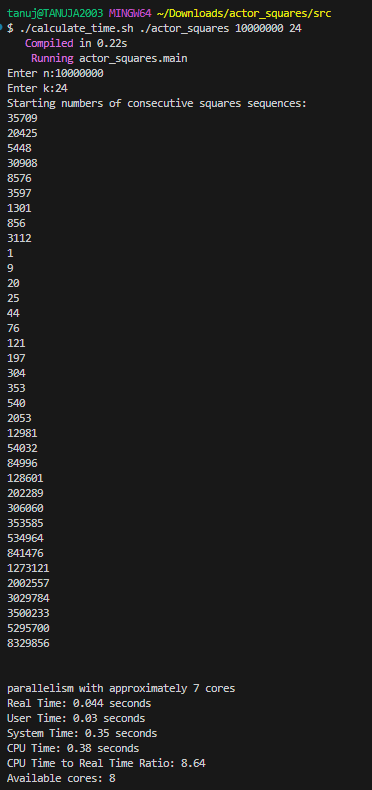 tanuj@TANUJA2003 MINGW64 ~/Downloads/actor_squares/src
$ ./calculate_time.sh ./actor_squares 10000000 24
Compiled in 0.22s
Running actor_squares.main
Enter n:10000000
Enter k:24
Starting numbers of consecutive squares sequences:
35709
20425
5448
30908
8576
3597
1301
856
3112
1
9
20
25
44
76
121
197
304
353
540
2053
12981
54032
84996
128601
202289
306060
353585
534964
841476
1273121
2002557
3029784
3500233
5295700
8329856
parallelism with approximately 7 cores
Real Time: 0.044 seconds
User Time: 0.03 seconds
System Time: 0.35 seconds
CPU Time: 0.38 seconds
CPU Time to Real Time Ratio: 8.64
Available cores: 8